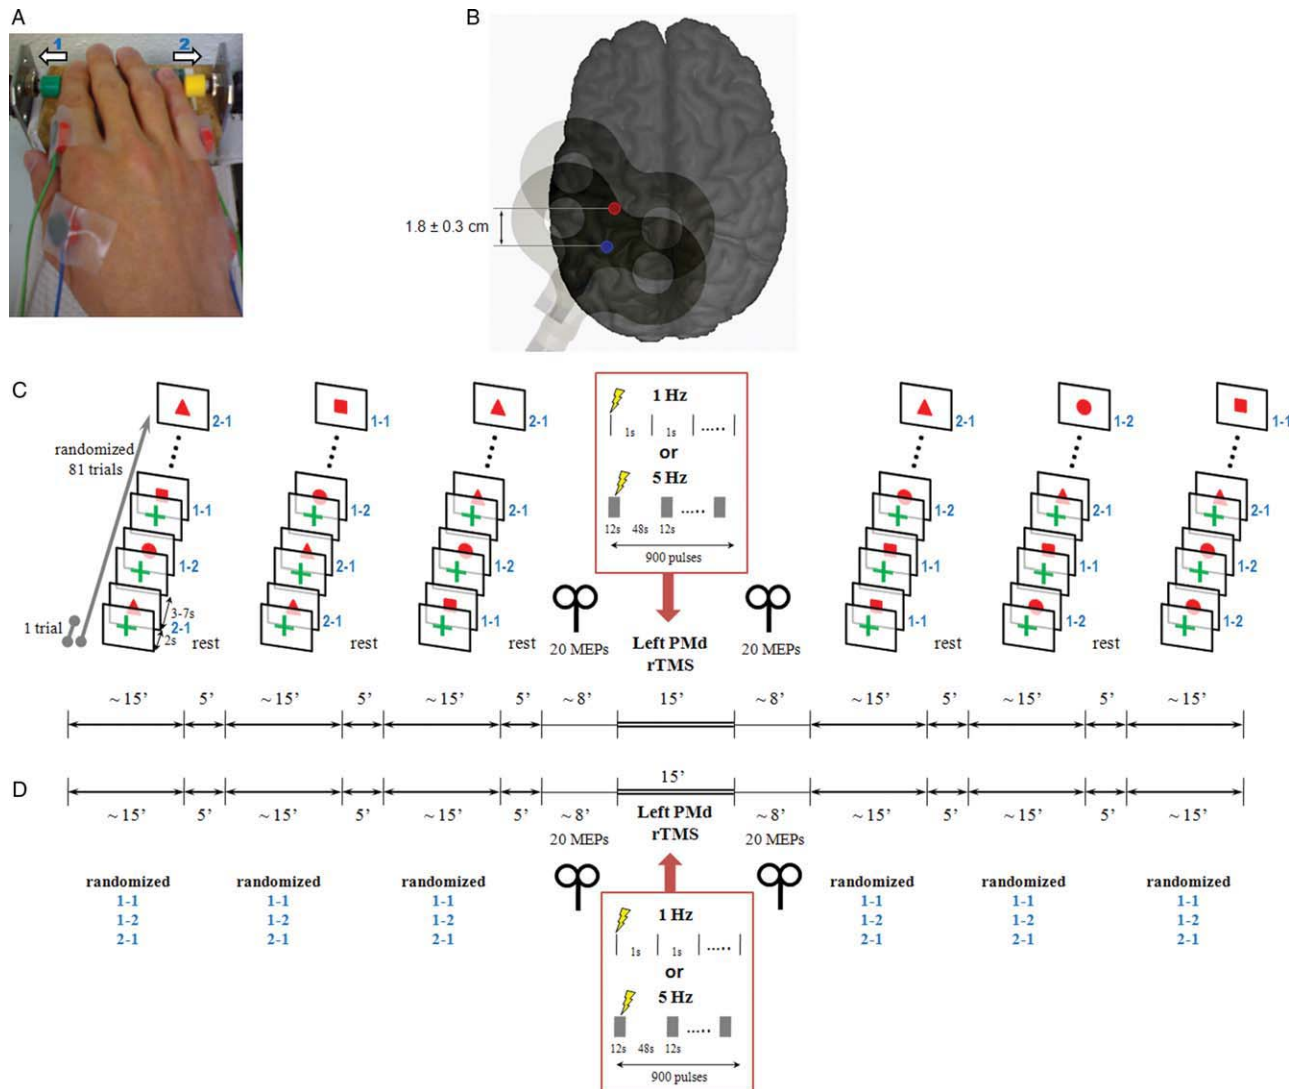 A
1
2
B
1.8 ± 0.3 cm
C
2-1
1-1
2-1
1 Hz
1s 1s .....
or
5 Hz
.....
12s 48s 12s
900 pulses
2-1
1-2
1-1
randomized
81 trials
1-1
1-2
2-1
1-2
2-1
1-1
1-2
2-1
1-2
1-1
1-1
2-1
1-2
3-7s
1 trial
2-1
2s
rest
2-1
rest
1-1
rest
20 MEPs
Left PMd
rTMS
20 MEPs
1-1
rest
1-2
rest
1-2
~ 15’ 5’ ~ 15’ 5’ ~ 15’ 5’ ~ 8’ 15’ ~ 8’ ~ 15’ 5’ ~ 15’ 5’ ~ 15’
D
15’
~ 15’ 5’ ~ 15’ 5’ ~ 15’ 5’ ~ 8’ Left PMd ~ 8’ ~ 15’ 5’ ~ 15’ 5’ ~ 15’
20 MEPs rTMS 20 MEPs
randomized randomized randomized randomized randomized randomized
1-1 1-1 1-1 1-1 1-1 1-1
1-2 1-2 1-2 1-2 1-2 1-2
2-1 2-1 2-1 2-1 2-1 2-1
1 Hz
1s 1s .....
or
5 Hz
.....
12s 48s 12s
900 pulses